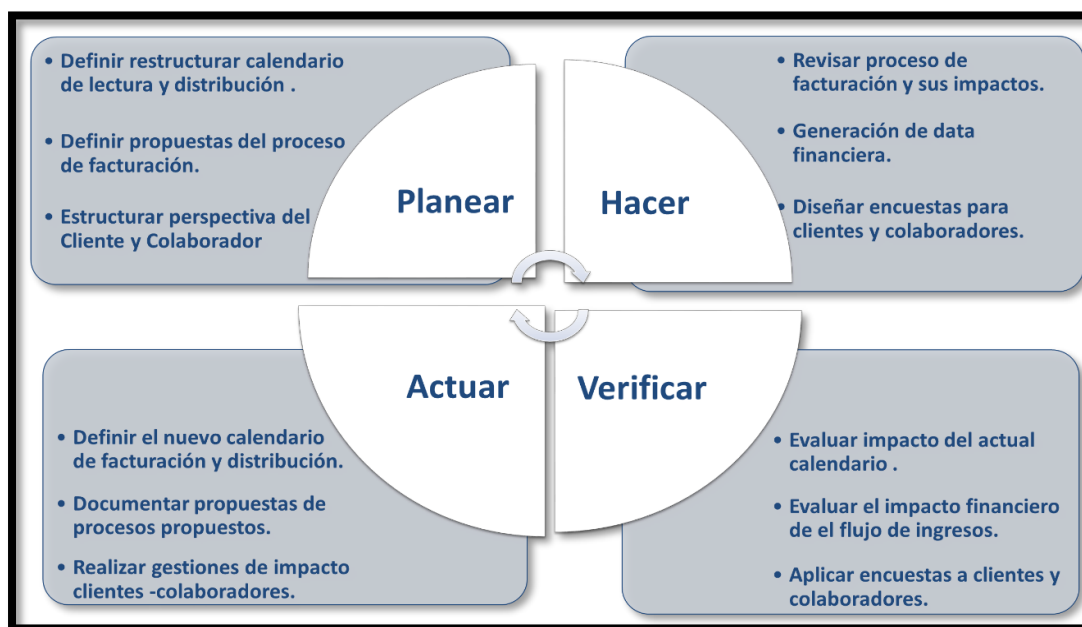 • Definir restructurar calendario
de lectura y distribución .
• Definir propuestas del proceso
de facturación.
• Estructurar perspectiva del
Cliente y Colaborador
Planear
• Revisar proceso de
facturación y sus impactos.
• Generación de data
financiera.
• Diseñar encuestas para
clientes y colaboradores.
Hacer
• Definir el nuevo calendario
de facturación y distribución.
• Documentar propuestas de
procesos propuestos.
• Realizar gestiones de impacto
clientes -colaboradores.
Actuar
• Evaluar impacto del actual
calendario .
• Evaluar el impacto financiero
de el flujo de ingresos.
• Aplicar encuestas a clientes y
colaboradores.
Verificar